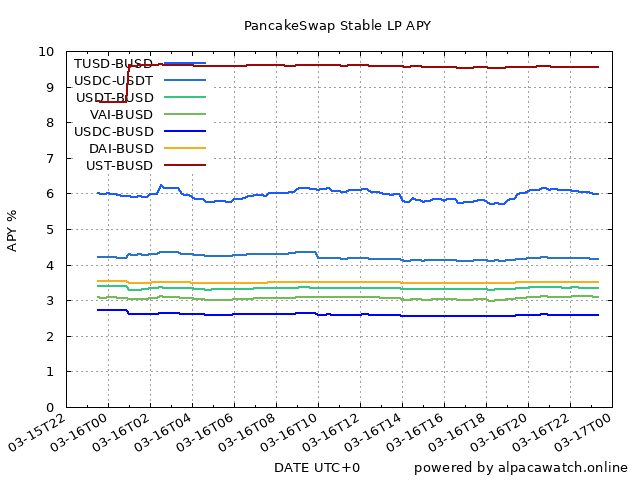 PancakeSwap Stable LP APY
APY %
10
9
8
7
6
5
4
3
2
1
0
TUSD-BUSD
USDC-USDT
USDT-BUSD
VAI-BUSD
USDC-BUSD
DAI-BUSD
UST-BUSD
03-15T22
03-16T00
03-16T02
03-16T04
03-16T06
03-16T08
03-16T10
03-16T12
03-16T14
03-16T16
03-16T18
03-16T20
03-16T22
03-17T00
DATE UTC+0
powered by alpacawatch.online